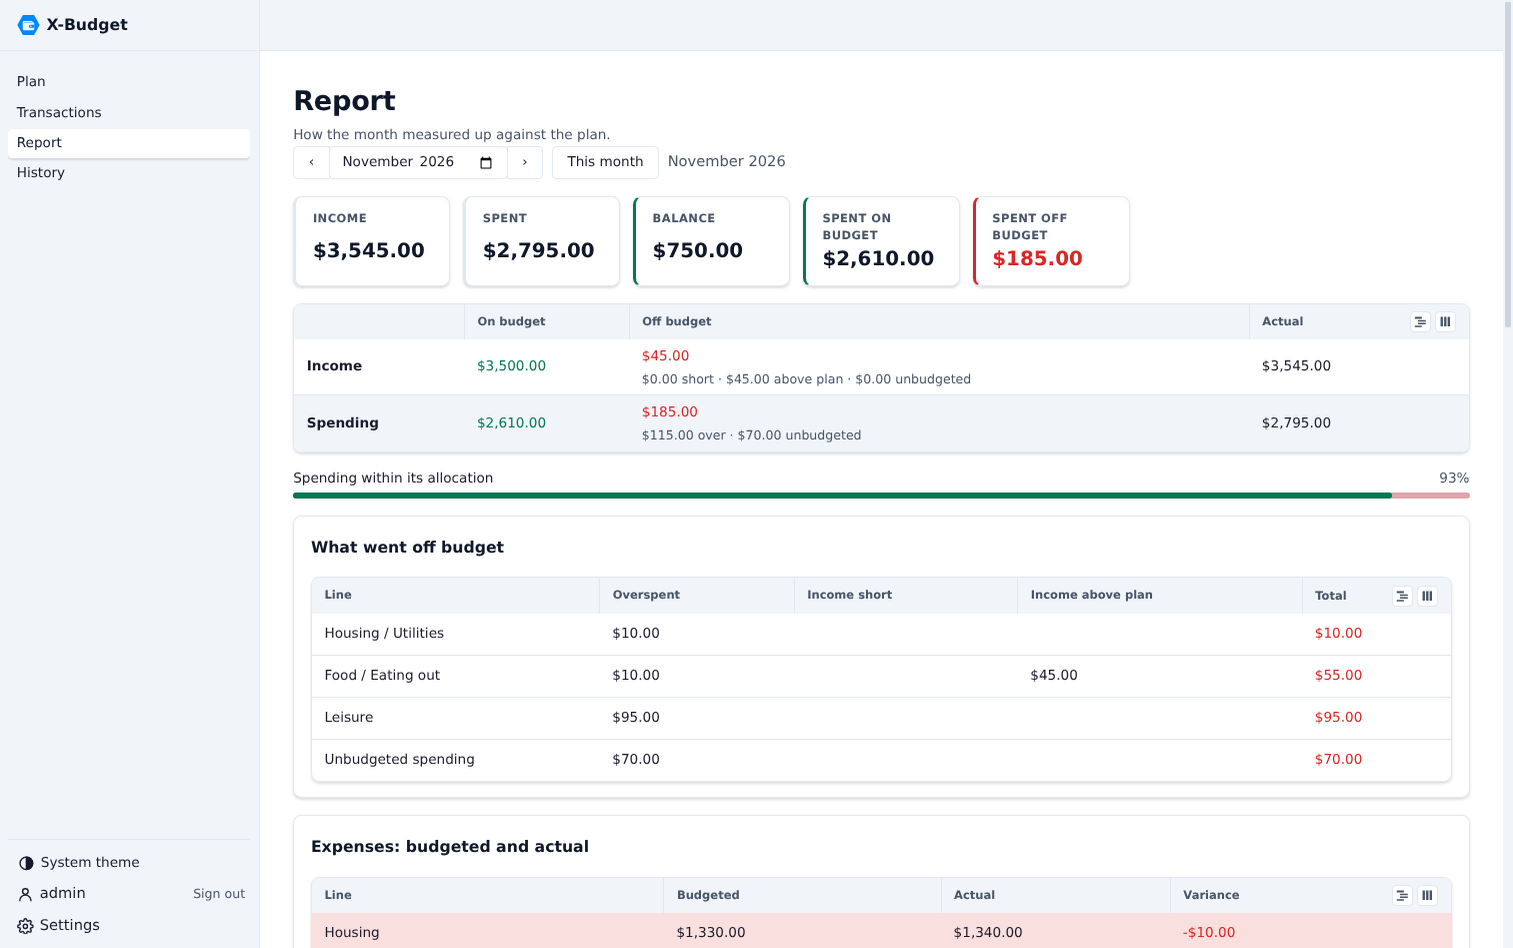 X-Budget
Plan
Transactions
Report
History
Report
How the month measured up against the plan.
‹ November 2026 › This month November 2026
INCOME
$3,545.00
SPENT
$2,795.00
BALANCE
$750.00
SPENT ON
BUDGET
$2,610.00
SPENT OFF
BUDGET
$185.00
On budget Off budget Actual
Income $3,500.00 $45.00 $3,545.00
$0.00 short · $45.00 above plan · $0.00 unbudgeted
Spending $2,610.00 $185.00 $2,795.00
$115.00 over · $70.00 unbudgeted
Spending within its allocation 93%
What went off budget
Line Overspent Income short Income above plan Total
Housing / Utilities $10.00 $10.00
Food / Eating out $10.00 $45.00 $55.00
Leisure $95.00 $95.00
Unbudgeted spending $70.00 $70.00
Expenses: budgeted and actual
Line Budgeted Actual Variance
Housing $1,330.00 $1,340.00 -$10.00
System theme
admin Sign out
Settings